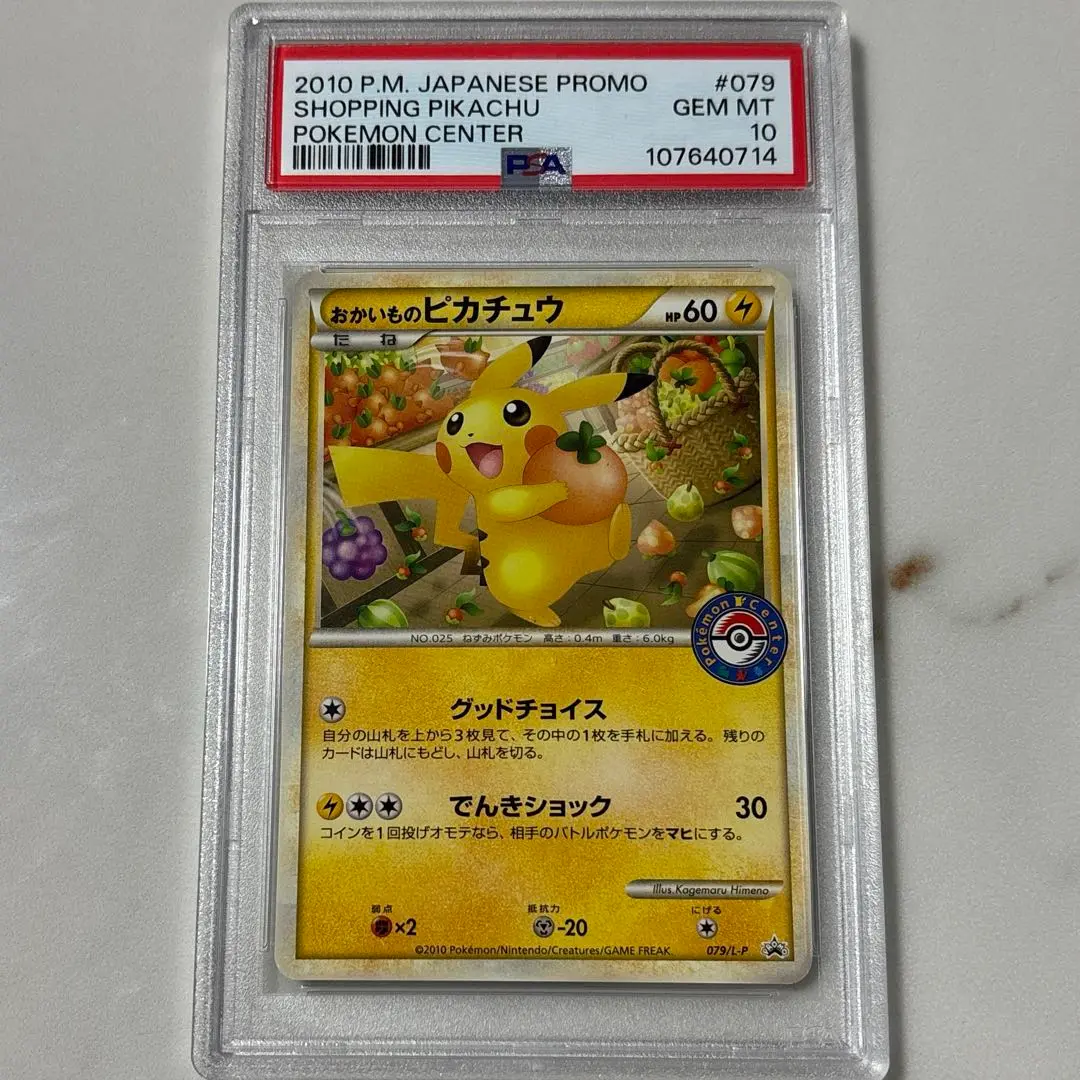 2010 P.M. JAPANESE PROMO #079
SHOPPING PIKACHU GEM MT
POKEMON CENTER 10
PSA 107640714
おかいものピカチュウ HP60
たね
NO.025 ねずみポケモン 高さ:0.4m 重さ:6.0kg
Pokémon Center
グッドチョイス
自分の山札を上から3枚見て、その中の1枚を手札に加える。残りの
カードは山札にもどし、山札を切る。
でんきショック 30
コインを1回投げオモテなら、相手のバトルポケモンをマヒにする。
Illus.Kagemaru Himeno
弱点 抵抗力 にげる
×2 -20
©2010 Pokémon/Nintendo/Creatures/GAME FREAK. 079/L-P